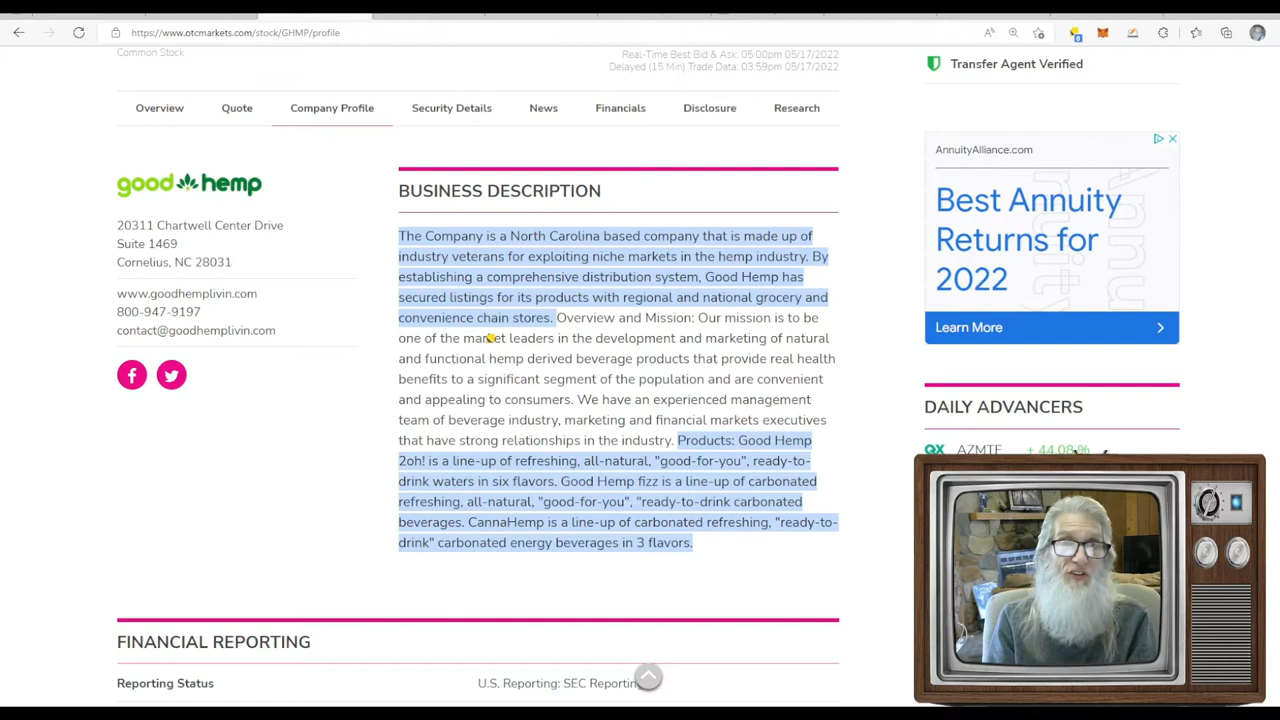 https://www.otcmarkets.com/stock/GHMP/profile
Common Stock
Real-Time Best Bid & Ask: 05:00pm 05/17/2022
Delayed (15 Min) Trade Data: 03:59pm 05/17/2022
Transfer Agent Verified
Overview
Quote
Company Profile
Security Details
News
Financials
Disclosure
Research
good hemp
20311 Chartwell Center Drive
Suite 1469
Cornelius, NC 28031
www.goodhemplivin.com
800-947-9197
contact@goodhemplivin.com
BUSINESS DESCRIPTION
The Company is a North Carolina based company that is made up of
industry veterans for exploiting niche markets in the hemp industry. By
establishing a comprehensive distribution system, Good Hemp has
secured listings for its products with regional and national grocery and
convenience chain stores. Overview and Mission: Our mission is to be
one of the market leaders in the development and marketing of natural
and functional hemp derived beverage products that provide real health
benefits to a significant segment of the population and are convenient
and appealing to consumers. We have an experienced management
team of beverage industry, marketing and financial markets executives
that have strong relationships in the industry. Products: Good Hemp
2oh! is a line-up of refreshing, all-natural, "good-for-you", ready-to-
drink waters in six flavors. Good Hemp fizz is a line-up of carbonated
refreshing, all-natural, "good-for-you", "ready-to-drink carbonated
beverages. CannaHemp is a line-up of carbonated refreshing, "ready-to-
drink" carbonated energy beverages in 3 flavors.
AnnuityAlliance.com
Best Annuity
Returns for
2022
Learn More
DAILY ADVANCERS
QX AZMTF + 44.08 %
FINANCIAL REPORTING
Reporting Status
U.S. Reporting: SEC Reporting